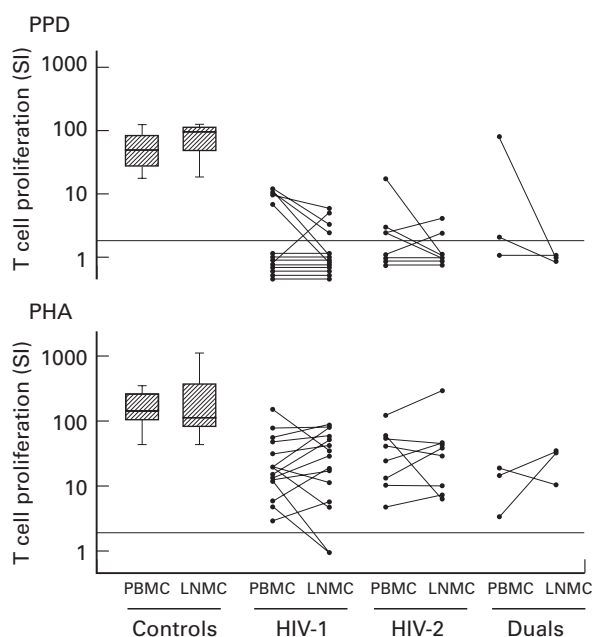 PPD
T cell proliferation (SI)
1000
100
10
1
PHA
T cell proliferation (SI)
1000
100
10
1
PBMC LNMC PBMC LNMC PBMC LNMC PBMC LNMC
Controls HIV-1 HIV-2 Duals